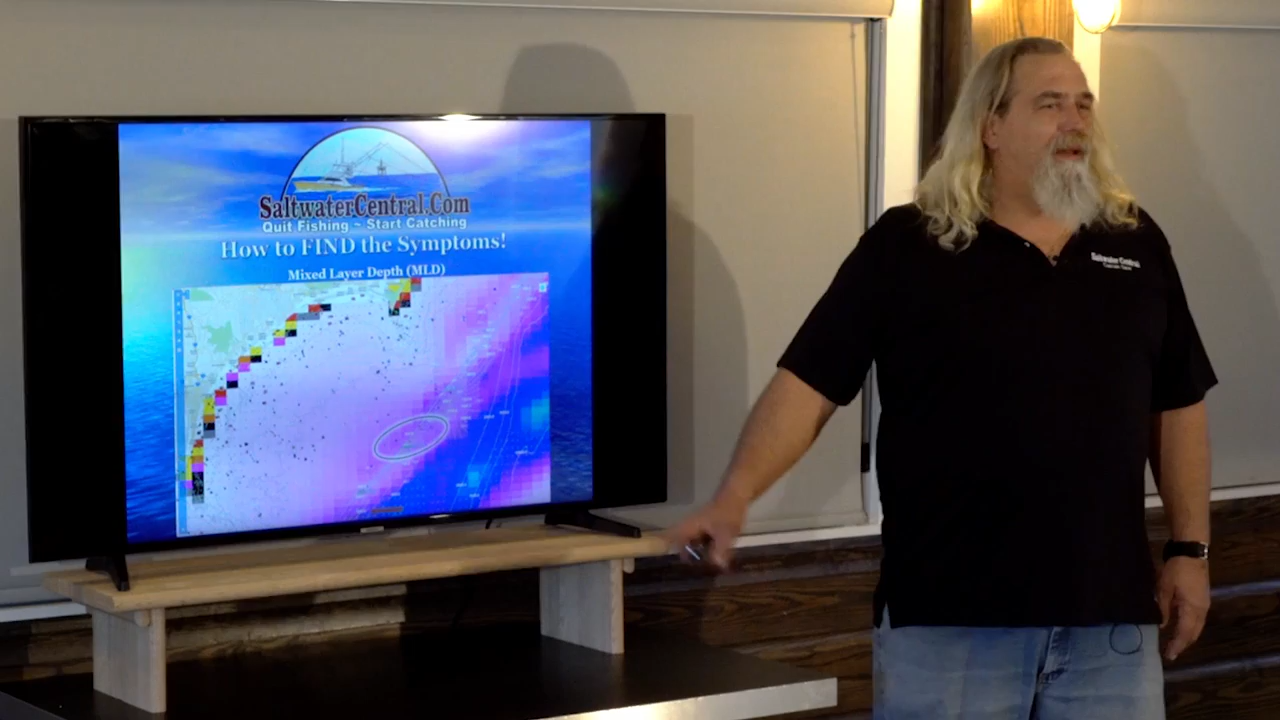 SaltwaterCentral.Com
Quit Fishing ~ Start Catching
How to FIND the Symptoms!
Mixed Layer Depth (MLD)
Saltwater Central